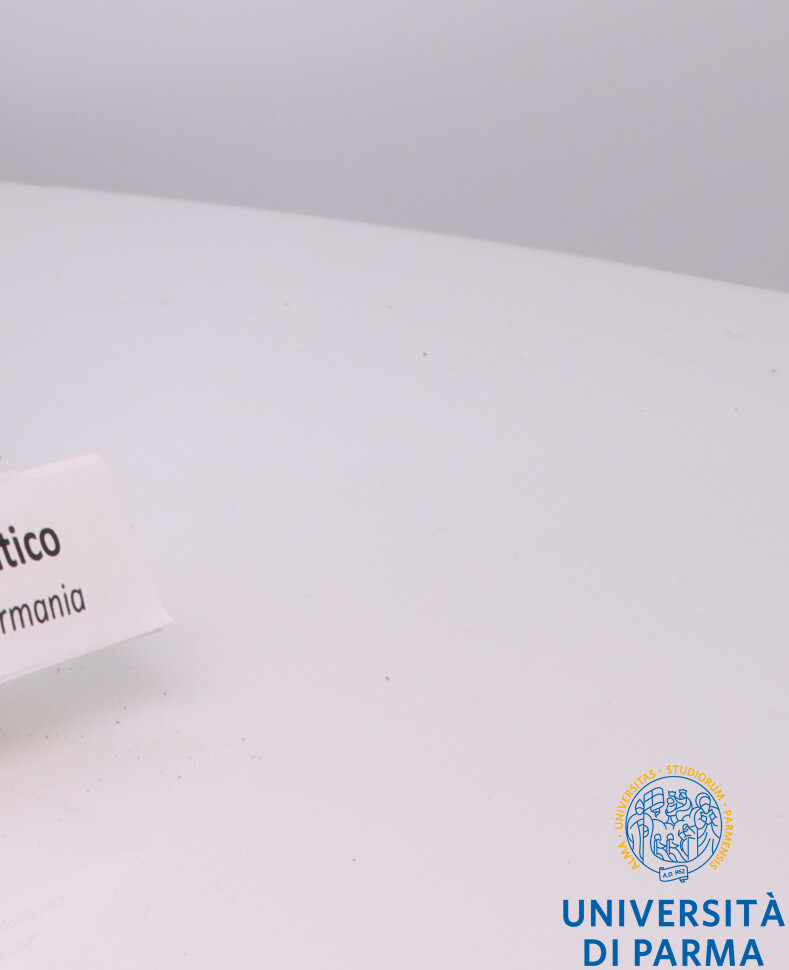 tico
rmania
ALMA · UNIVERSITAS · STUDIORUM · PARMENSIS
A.D. 962
UNIVERSITÀ
DI PARMA